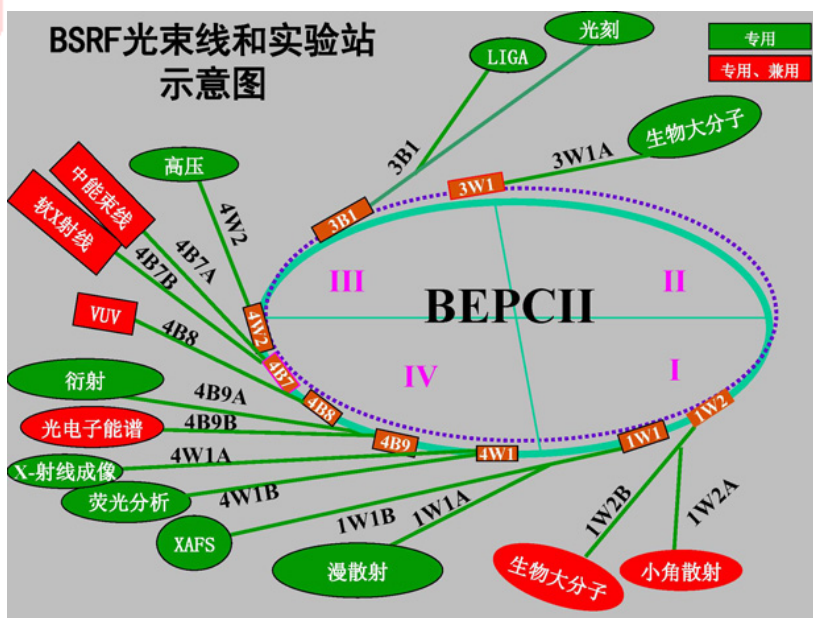 BSRF光束线和实验站
示意图
光刻
LIGA
专用
专用、兼用
生物大分子
3B1
3W1A
高压
中能束线
软X射线
4W2
4B7A
4B7B
3W1
3B1
III
II
BEPCII
VUV
4B8
4W2
4B7
IV
I
衍射
4B9A
4B8
1W2
光电子能谱
4B9B
4B9
1W1
4W1
X-射线成像
4W1A
荧光分析
4W1B
1W1B
1W1A
1W2B
1W2A
XAFS
漫散射
生物大分子
小角散射